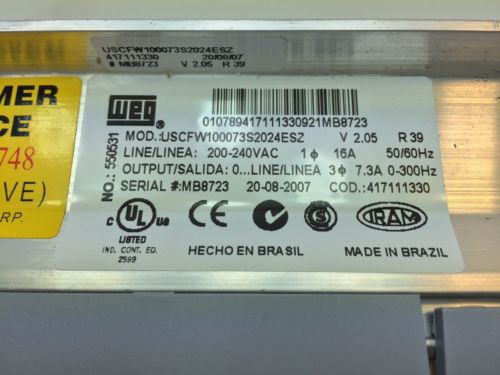 USCFW100073S2024ESZ
417111330 20/08/07
# MB8723 V 2.05 R 39
MER
CE
748
VE)
RP.
WEG
010789417111330921MB8723
NO.: 550531
MOD.:USCFW100073S2024ESZ V 2.05 R 39
LINE/LINEA: 200-240VAC 1ϕ 16A 50/60Hz
OUTPUT/SALIDA: 0...LINE/LINEA 3ϕ 7.3A 0-300Hz
SERIAL #:MB8723 20-08-2007 COD.:417111330
C UL US
LISTED
IND. CONT. EQ.
2599
CE
S
IRAM
HECHO EN BRASIL MADE IN BRAZIL